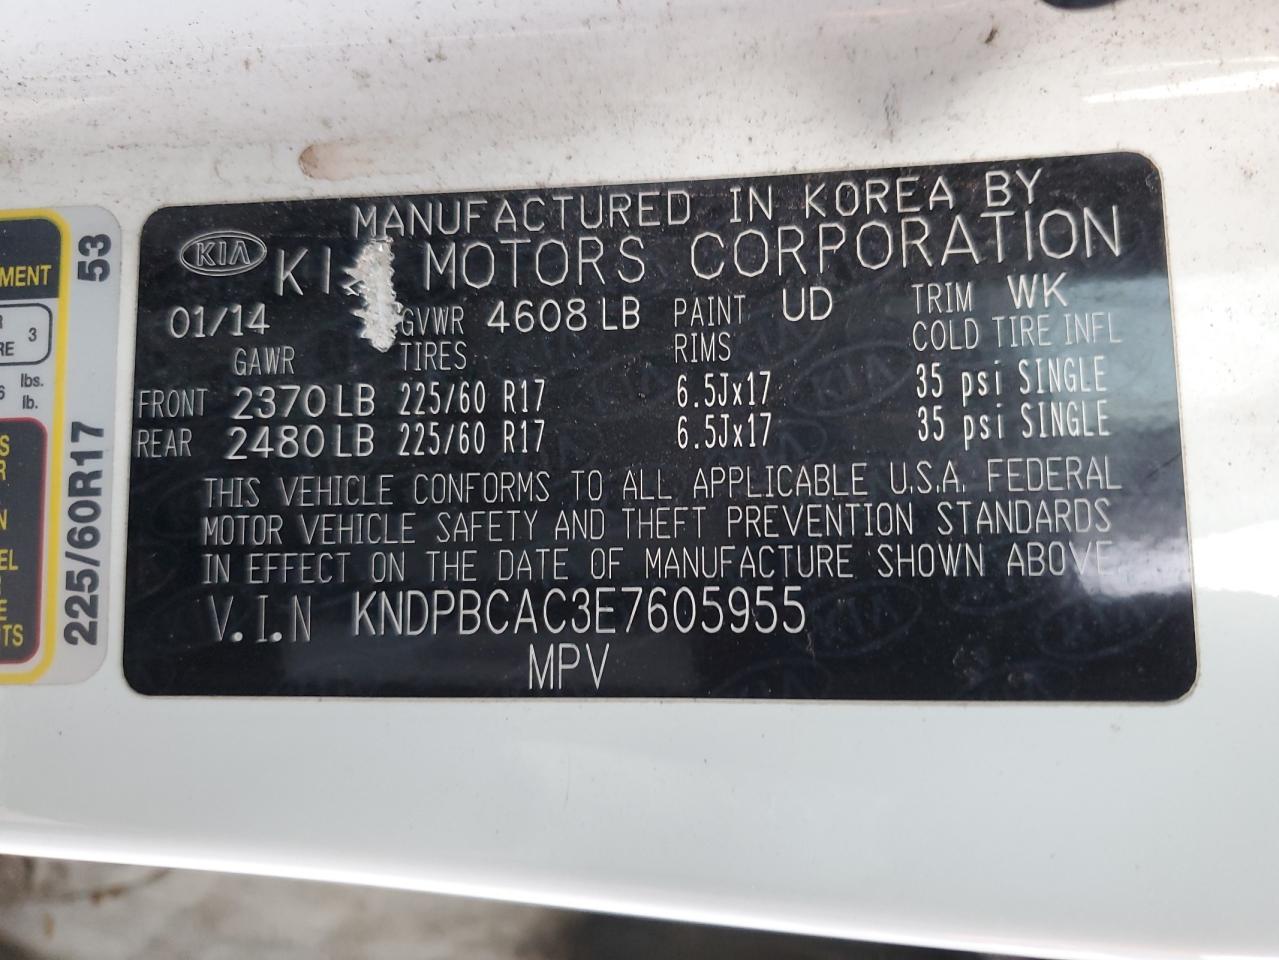 MANUFACTURED IN KOREA BY
KIA KI MOTORS CORPORATION
01/14 GVWR 4608 LB PAINT UD TRIM WK
GAWR TIRES RIMS COLD TIRE INFL
FRONT 2370 LB 225/60 R17 6.5Jx17 35 psi SINGLE
REAR 2480 LB 225/60 R17 6.5Jx17 35 psi SINGLE
THIS VEHICLE CONFORMS TO ALL APPLICABLE U.S.A. FEDERAL
MOTOR VEHICLE SAFETY AND THEFT PREVENTION STANDARDS
IN EFFECT ON THE DATE OF MANUFACTURE SHOWN ABOVE
V.I.N KNDPBCAC3E7605955
MPV
225/60R17 53
3
lbs.
lb.